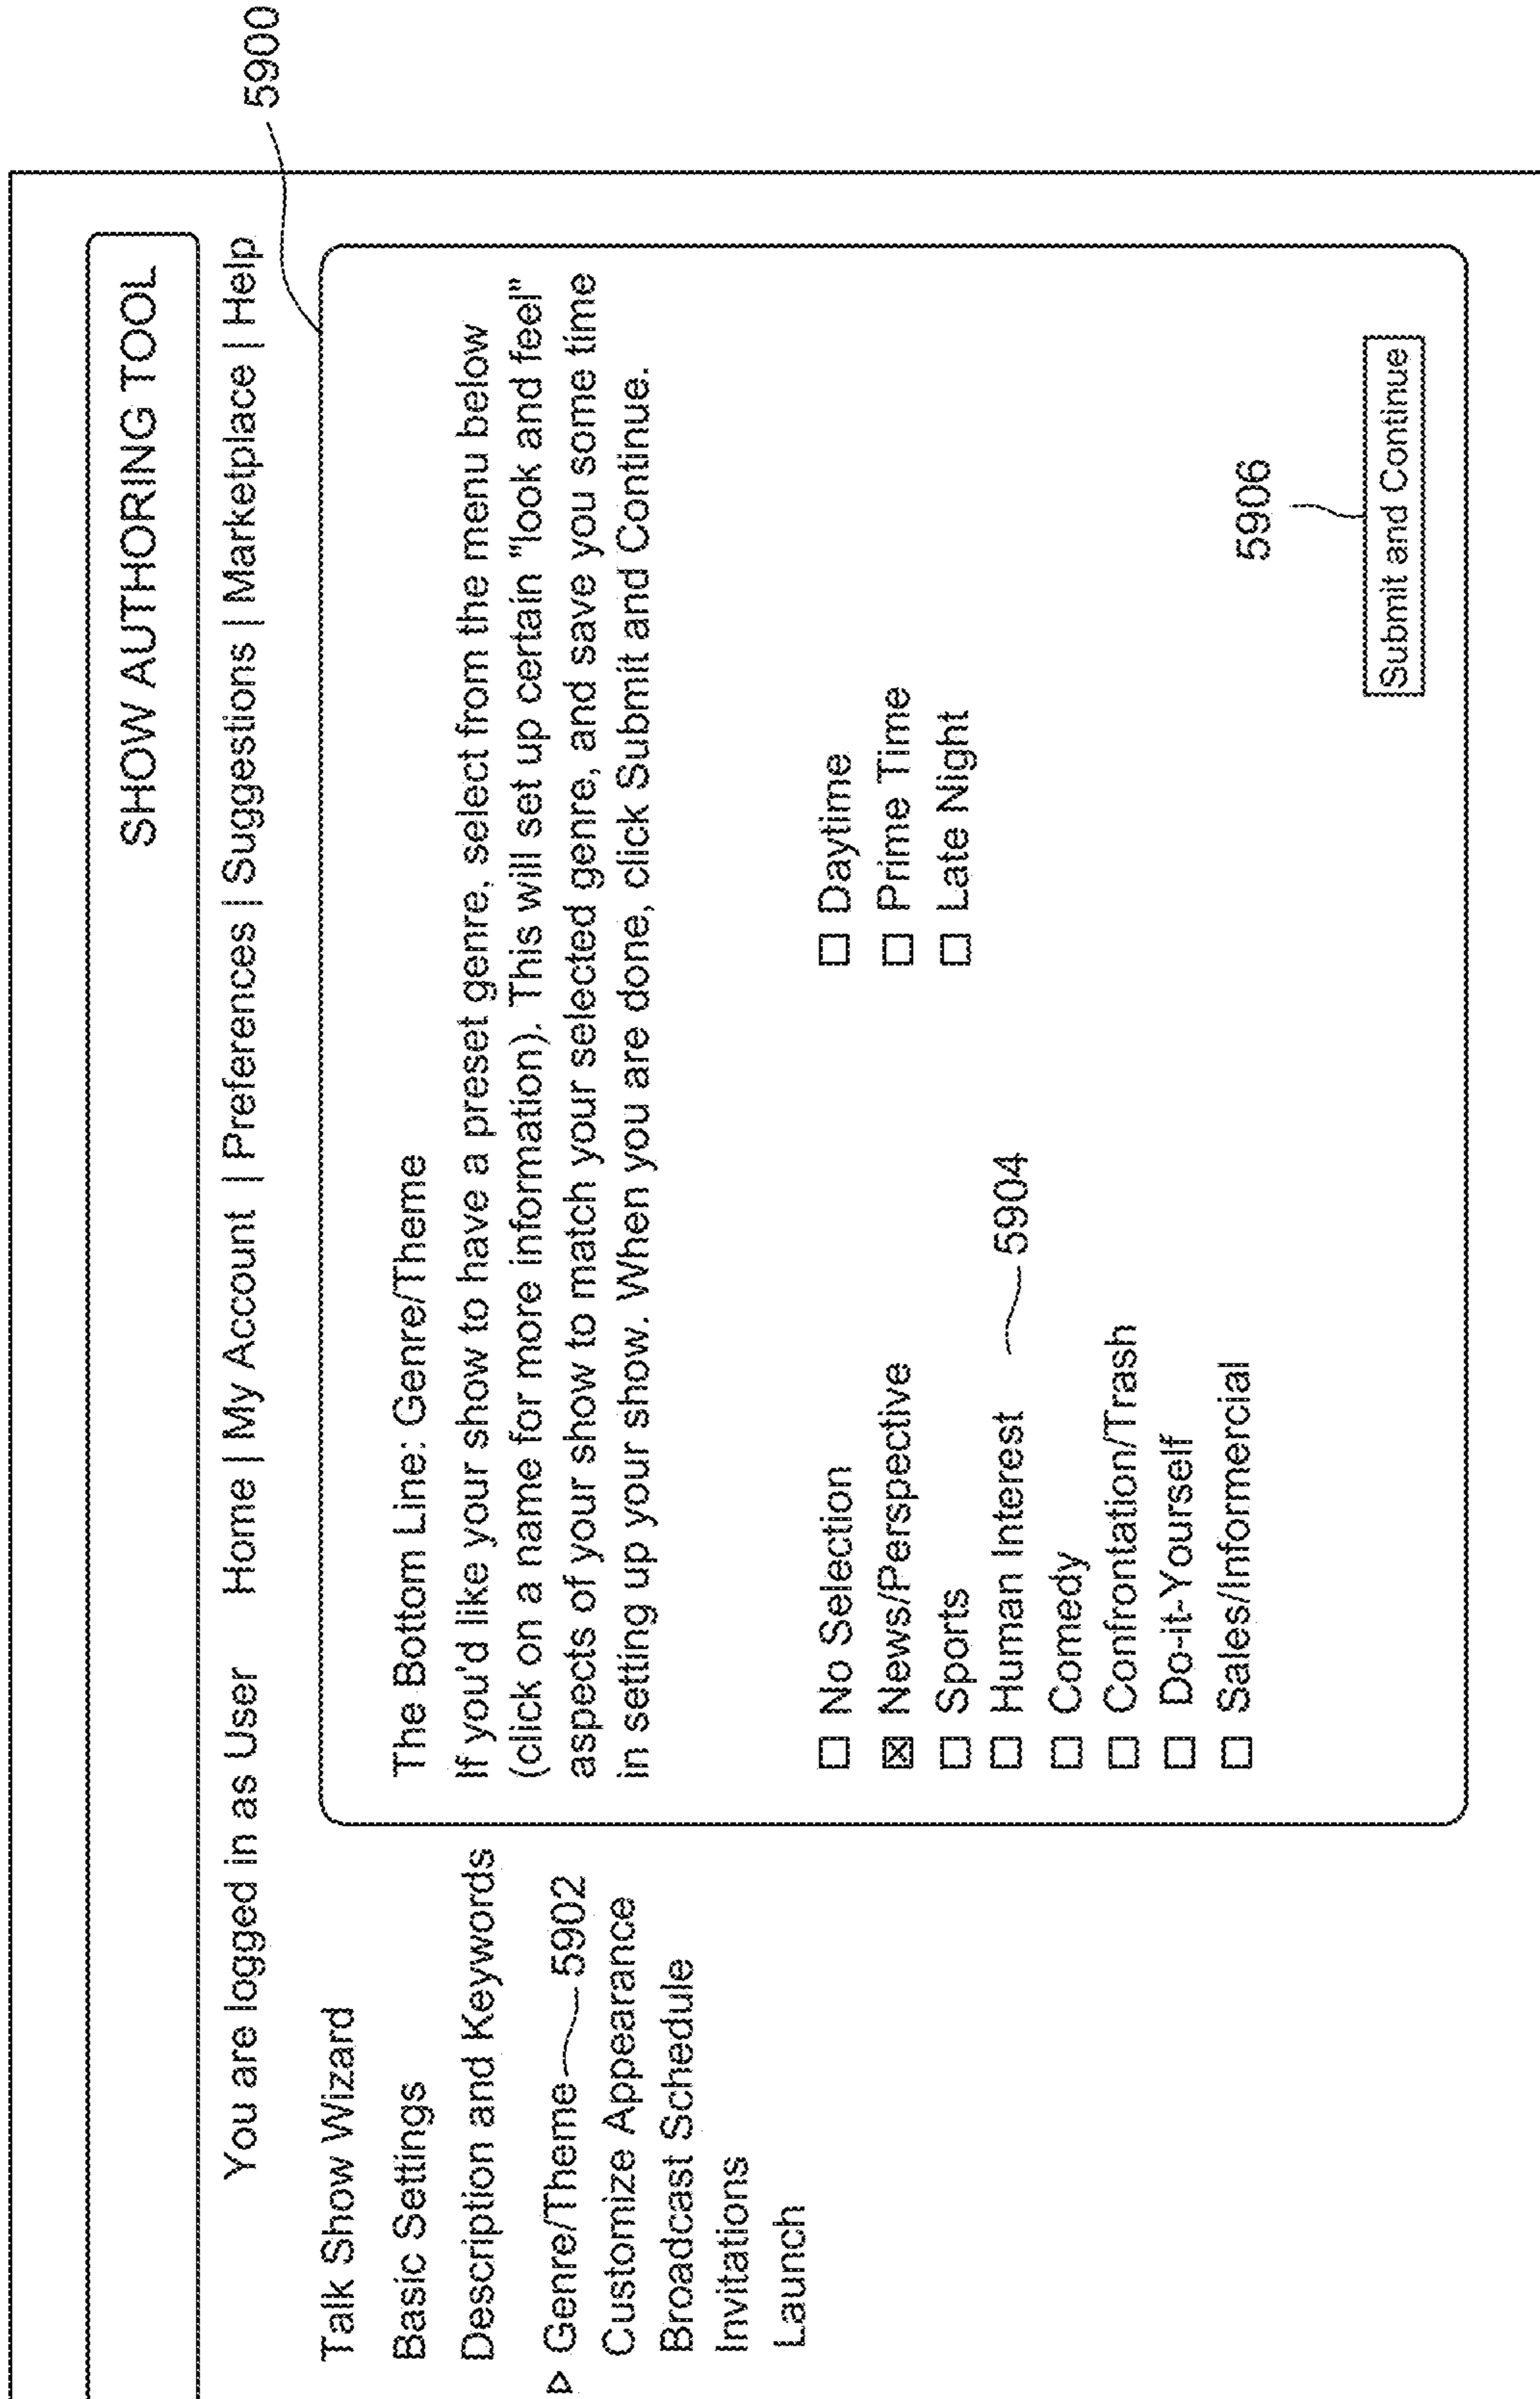 SHOW AUTHORING TOOL
You are logged in as User Home | My Account | Preferences | Suggestions | Marketplace | Help
5900
Talk Show Wizard
Basic Settings
Description and Keywords
Genre/Theme 5902
Customize Appearance
Broadcast Schedule
Invitations
Launch
The Bottom Line: Genre/Theme
If you'd like your show to have a preset genre, select from the menu below
(click on a name for more information). This will set up certain "look and feel"
aspects of your show to match your selected genre, and save you some time
in setting up your show. When you are done, click Submit and Continue.
No Selection
News/Perspective
Sports
Human Interest 5904
Comedy
Confrontation/Trash
Do-it-Yourself
Sales/Informercial
Daytime
Prime Time
Late Night
5906
Submit and Continue